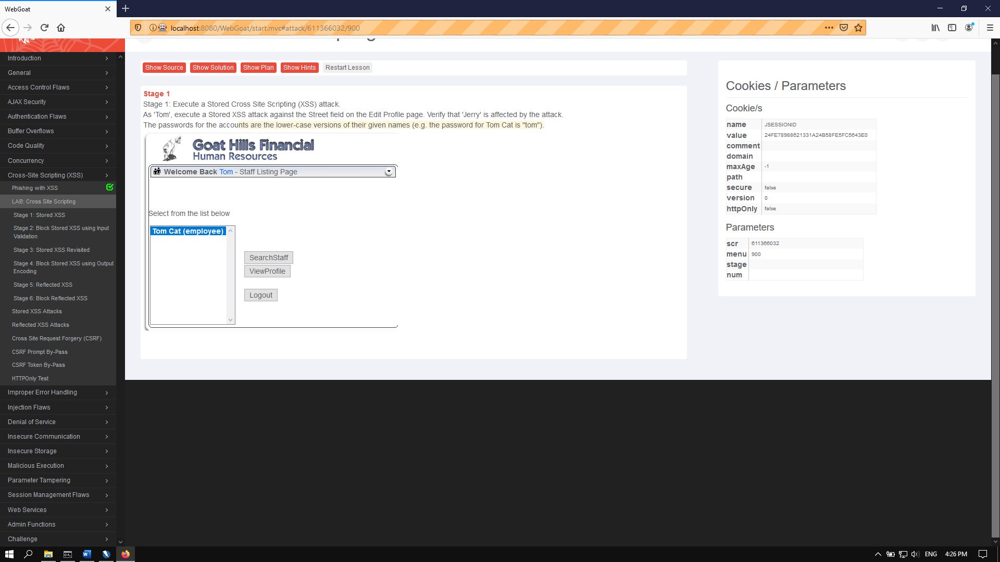 WebGoat
localhost:8080/WebGoat/start.mvc#attack/611366032/900
Introduction
General
Access Control Flaws
AJAX Security
Authentication Flaws
Buffer Overflows
Code Quality
Concurrency
Cross-Site Scripting (XSS)
Phishing with XSS
LAB: Cross Site Scripting
Stage 1: Stored XSS
Stage 2: Block Stored XSS using Input
Validation
Stage 3: Stored XSS Revisited
Stage 4: Block Stored XSS using Output
Encoding
Stage 5: Reflected XSS
Stage 6: Block Reflected XSS
Stored XSS Attacks
Reflected XSS Attacks
Cross Site Request Forgery (CSRF)
CSRF Prompt By-Pass
CSRF Token By-Pass
HTTPOnly Test
Improper Error Handling
Injection Flaws
Denial of Service
Insecure Communication
Insecure Storage
Malicious Execution
Parameter Tampering
Session Management Flaws
Web Services
Admin Functions
Challenge
Show Source Show Solution Show Plan Show Hints Restart Lesson
Stage 1
Stage 1: Execute a Stored Cross Site Scripting (XSS) attack.
As 'Tom', execute a Stored XSS attack against the Street field on the Edit Profile page. Verify that 'Jerry' is affected by the attack.
The passwords for the accounts are the lower-case versions of their given names (e.g. the password for Tom Cat is "tom").
Goat Hills Financial
Human Resources
Welcome Back Tom - Staff Listing Page
Select from the list below
Tom Cat (employee)
SearchStaff
ViewProfile
Logout
Cookies / Parameters
Cookie/s
name JSESSIONID
value 24FE78988621331A24B58FE5FC5643E0
comment
domain
maxAge -1
path
secure false
version 0
httpOnly false
Parameters
scr 611366032
menu 900
stage
num
ENG 4:26 PM